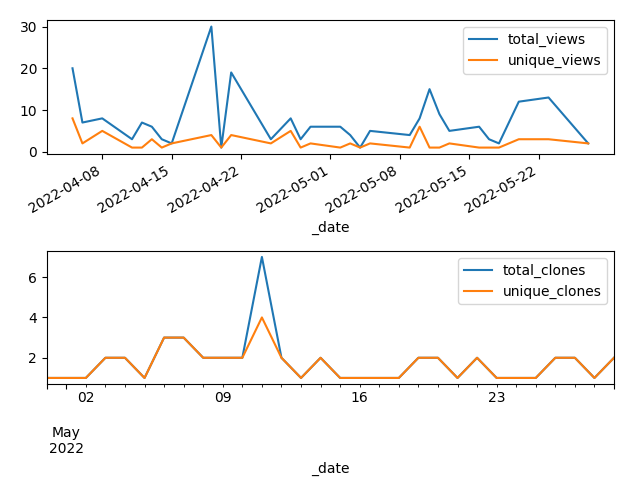 30
20
10
0
total_views
unique_views
2022-04-08
2022-04-15
2022-04-22
2022-05-01
2022-05-08
2022-05-15
2022-05-22
_date
6
4
2
total_clones
unique_clones
02
09
16
23
May
2022
_date